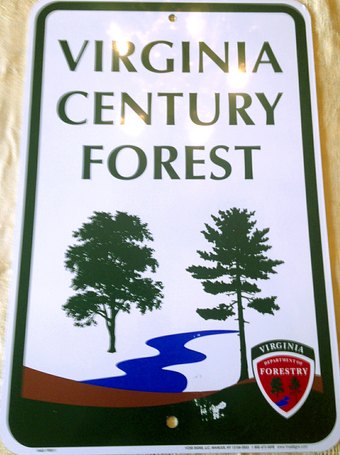 VIRGINIA
CENTURY
FOREST
VIRGINIA
DEPARTMENT OF
FORESTRY